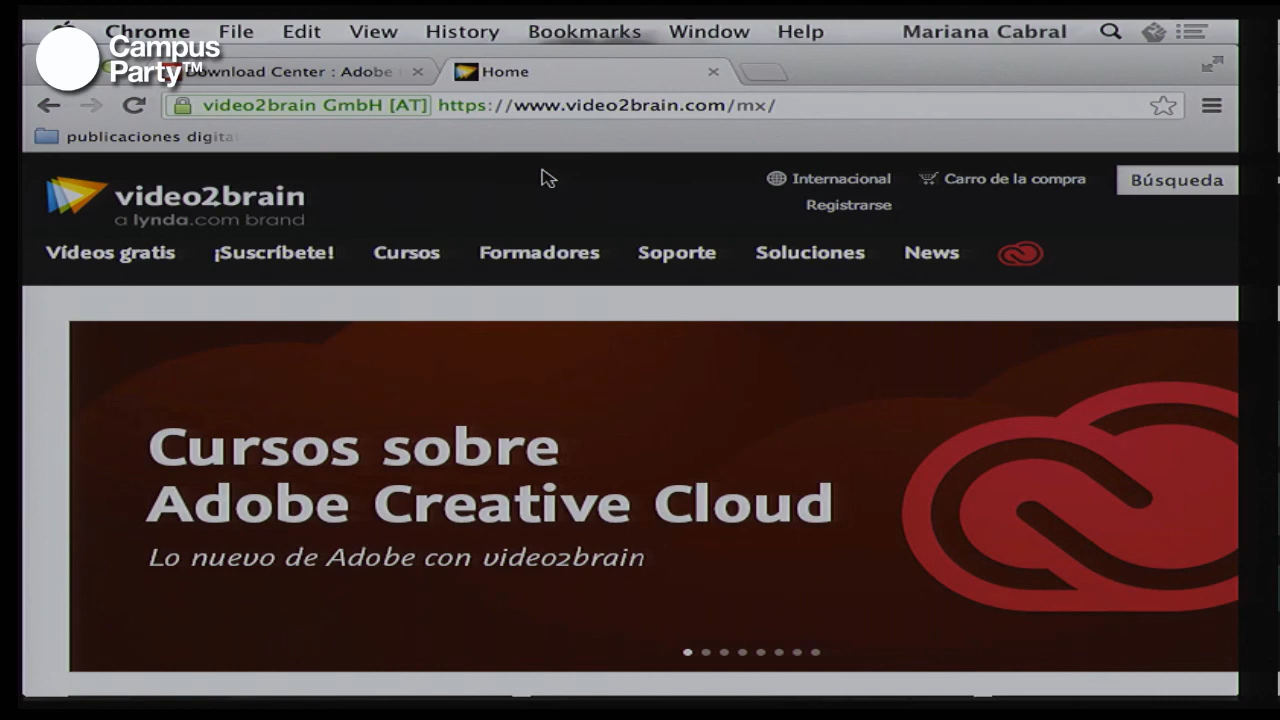 Chrome File Edit View History Bookmarks Window Help Mariana Cabral
Campus
Party™
Download Center : Adobe
Home
video2brain GmbH [AT] https://www.video2brain.com/mx/
publicaciones digita
video2brain
a lynda.com brand
Internacional
Carro de la compra
Búsqueda
Registrarse
Vídeos gratis ¡Suscríbete! Cursos Formadores Soporte Soluciones News
Cursos sobre
Adobe Creative Cloud
Lo nuevo de Adobe con video2brain